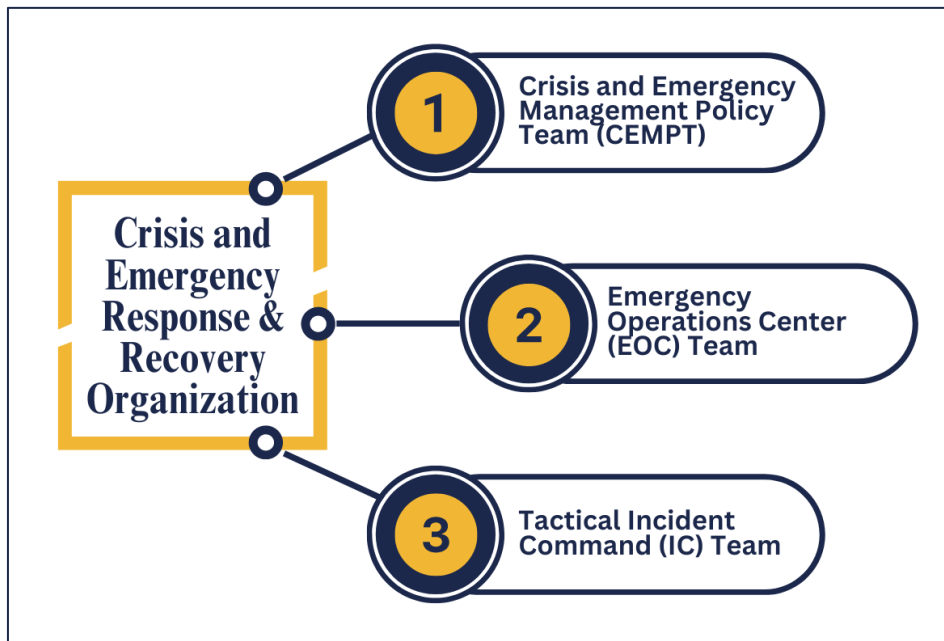 Crisis and
Emergency
Response &
Recovery
Organization
1
Crisis and Emergency
Management Policy
Team (CEMPT)
2
Emergency
Operations Center
(EOC) Team
3
Tactical Incident
Command (IC) Team